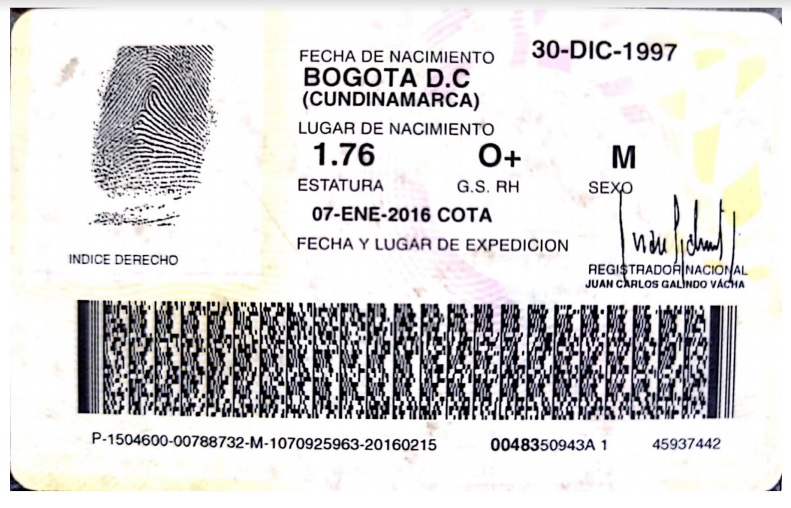 FECHA DE NACIMIENTO 30-DIC-1997
BOGOTA D.C
(CUNDINAMARCA)
LUGAR DE NACIMIENTO
1.76 O+ M
ESTATURA G.S. RH SEXO
07-ENE-2016 COTA
FECHA Y LUGAR DE EXPEDICION
INDICE DERECHO
REGISTRADOR NACIONAL
JUAN CARLOS GALINDO VÁCHA
P-1504600-00788732-M-1070925963-20160215 0048350943A 1 45937442